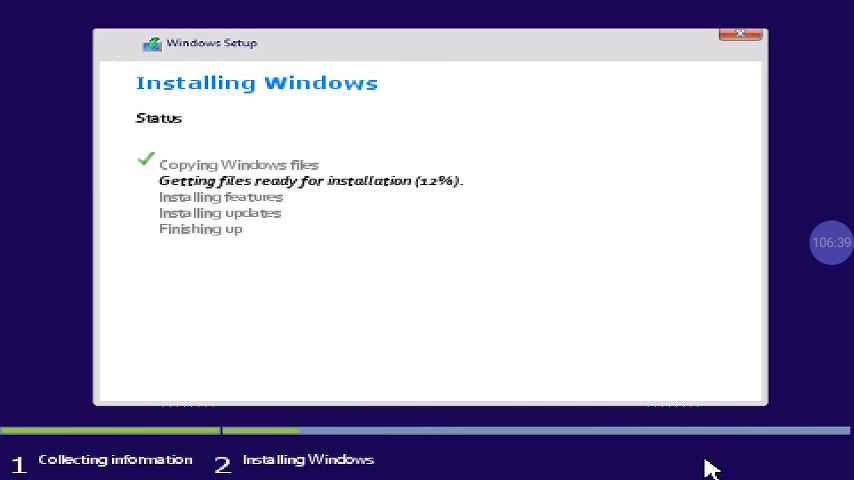 Windows Setup
Installing Windows
Status
Copying Windows files
Getting files ready for installation (12%).
Installing features
Installing updates
Finishing up
106:39
1 Collecting information
2 Installing Windows